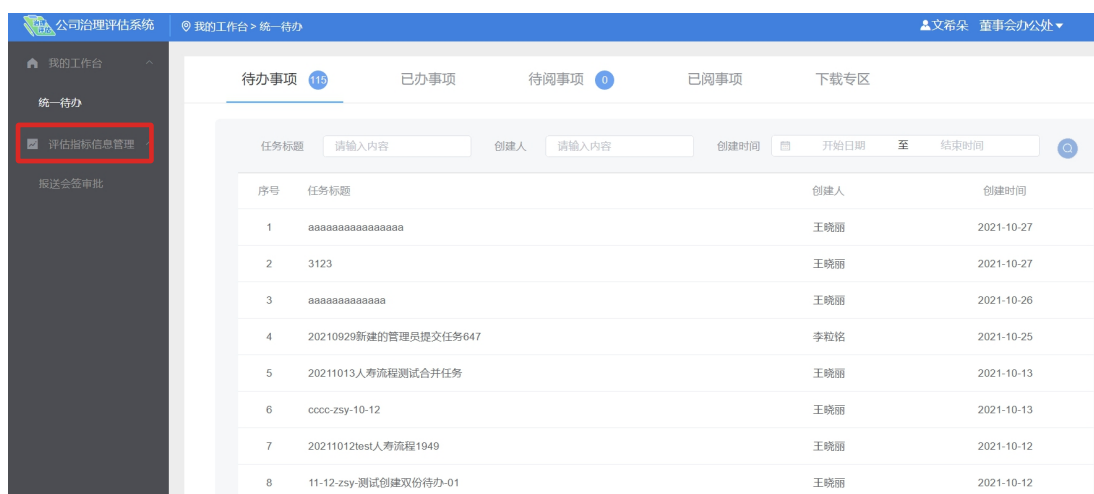 公司治理评估系统 我的工作台 > 统一待办 文希朵 董事会办公处
我的工作台
统一待办
评估指标信息管理
报送会签审批
待办事项 115 已办事项 待阅事项 0 已阅事项 下载专区
任务标题 请输入内容 创建人 请输入内容 创建时间 开始日期 至 结束时间
序号 任务标题 创建人 创建时间
1 aaaaaaaaaaaaaaaa 王晓丽 2021-10-27
2 3123 王晓丽 2021-10-27
3 aaaaaaaaaaaaa 王晓丽 2021-10-26
4 20210929新建的管理员提交任务647 李粒铭 2021-10-25
5 20211013人寿流程测试合并任务 王晓丽 2021-10-13
6 cccc-zsy-10-12 王晓丽 2021-10-13
7 20211012test人寿流程1949 王晓丽 2021-10-12
8 11-12-zsy-测试创建双份待办-01 王晓丽 2021-10-12